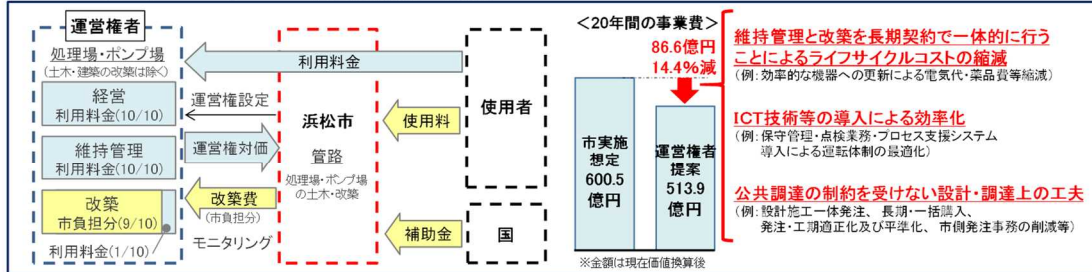 運営権者
処理場・ポンプ場
(土木・建築の改築は除く)
経営
利用料金(10/10)
維持管理
利用料金(10/10)
改築
市負担分(9/10)
利用料金(1/10)
利用料金
運営権設定
運営権対価
改築費
(市負担分)
モニタリング
浜松市
管路
処理場・ポンプ場
の土木・改築
使用料
補助金
使用者
国
<20年間の事業費>
86.6億円
14.4%減
市実施
想定
600.5
億円
運営権者
提案
513.9
億円
※金額は現在価値換算後
維持管理と改築を長期契約で一体的に行う
ことによるライフサイクルコストの縮減
(例:効率的な機器への更新による電気代・薬品費等縮減)
ICT技術等の導入による効率化
(例:保守管理・点検業務・プロセス支援システム
導入による運転体制の最適化)
公共調達の制約を受けない設計・調達上の工夫
(例:設計施工一体発注、長期・一括購入、
発注・工期適正化及び平準化、市側発注事務の削減等)